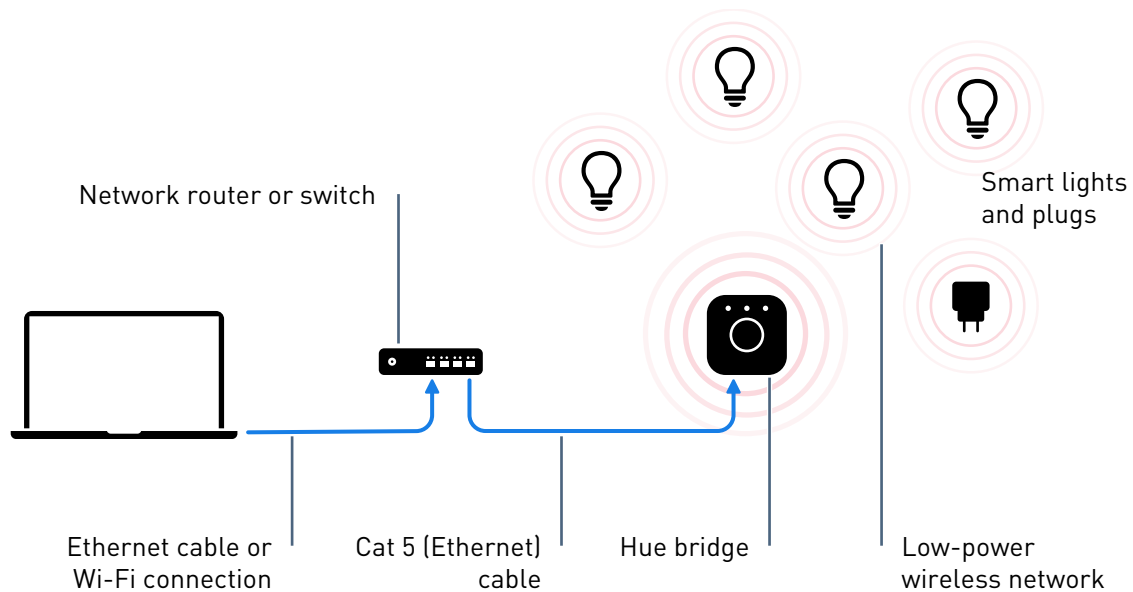 Network router or switch
Smart lights
and plugs
Ethernet cable or
Wi-Fi connection
Cat 5 (Ethernet)
cable
Hue bridge
Low-power
wireless network